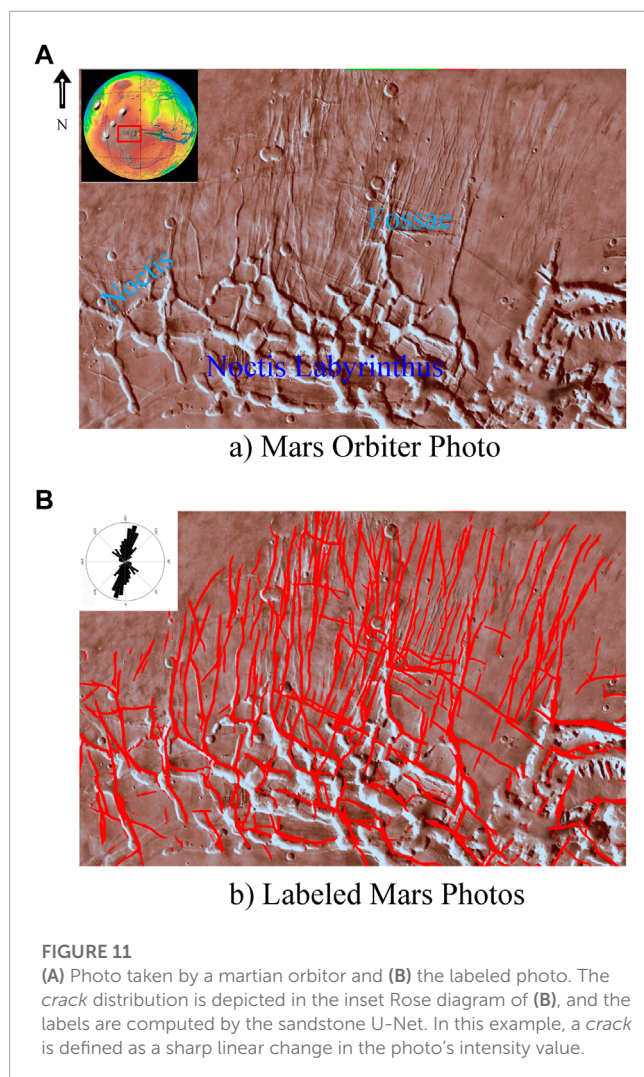 A
N
Fossae
Noctis
Noctis Labyrinthus
a) Mars Orbiter Photo
B
b) Labeled Mars Photos
FIGURE 11
(A) Photo taken by a martian orbitor and (B) the labeled photo. The
crack distribution is depicted in the inset Rose diagram of (B), and the
labels are computed by the sandstone U-Net. In this example, a crack
is defined as a sharp linear change in the photo's intensity value.